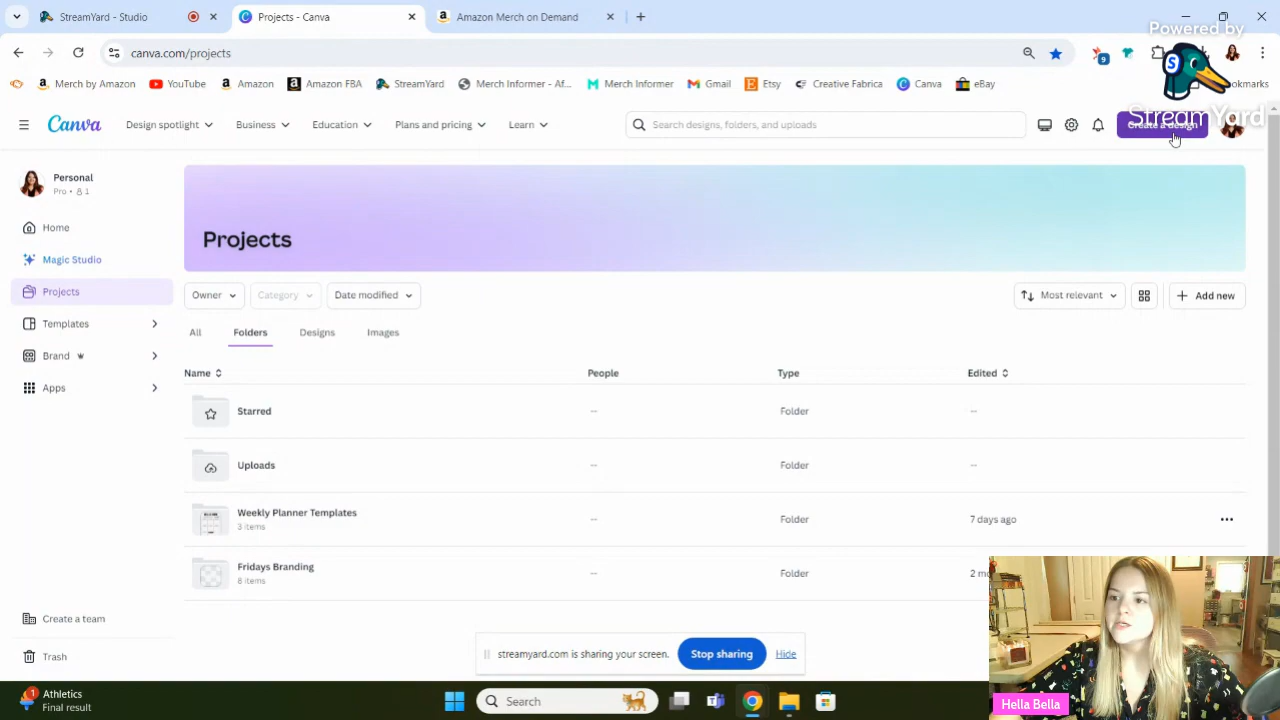 StreamYard - Studio
Projects - Canva
Amazon Merch on Demand
Powered by
canva.com/projects
9
Merch by Amazon
YouTube
Amazon
Amazon FBA
StreamYard
Merch Informer - Af...
Merch Informer
Gmail
Etsy
Creative Fabrica
Canva
eBay
StreamYard
Canva
Design spotlight
Business
Education
Plans and pricing
Learn
Search designs, folders, and uploads
Create a design
Personal
Pro • 1
Home
Magic Studio
Projects
Templates
Brand
Apps
Create a team
Trash
Projects
Owner
Category
Date modified
Most relevant
Add new
All
Folders
Designs
Images
Name
People
Type
Edited
Starred
--
Folder
--
Uploads
--
Folder
--
Weekly Planner Templates
3 items
--
Folder
7 days ago
Fridays Branding
8 items
--
Folder
streamyard.com is sharing your screen.
Stop sharing
Hide
Hella Bella
1
Athletics
Final result
Search